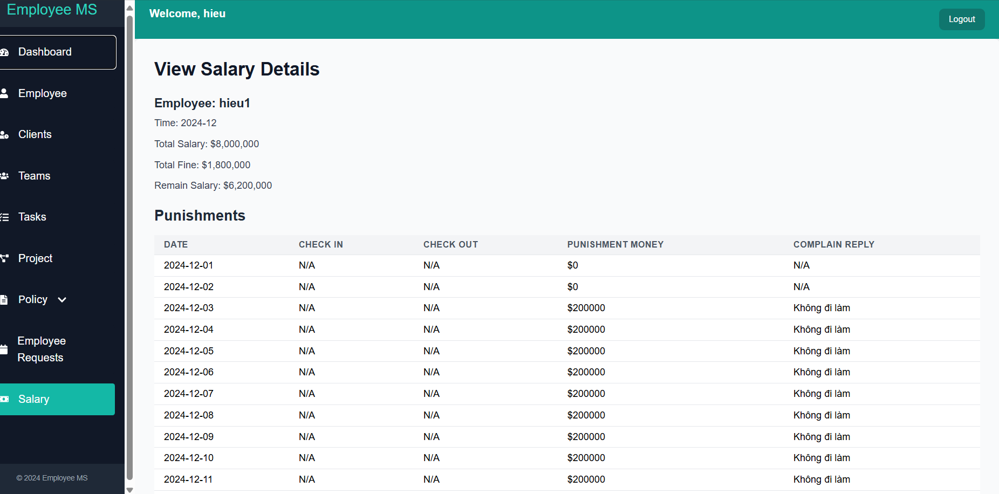 Employee MS
Dashboard
Employee
Clients
Teams
Tasks
Project
Policy
Employee
Requests
Salary
© 2024 Employee MS
Welcome, hieu
Logout
View Salary Details
Employee: hieu1
Time: 2024-12
Total Salary: $8,000,000
Total Fine: $1,800,000
Remain Salary: $6,200,000
Punishments
DATE CHECK IN CHECK OUT PUNISHMENT MONEY COMPLAIN REPLY
2024-12-01 N/A N/A $0 N/A
2024-12-02 N/A N/A $0 N/A
2024-12-03 N/A N/A $200000 Không đi làm
2024-12-04 N/A N/A $200000 Không đi làm
2024-12-05 N/A N/A $200000 Không đi làm
2024-12-06 N/A N/A $200000 Không đi làm
2024-12-07 N/A N/A $200000 Không đi làm
2024-12-08 N/A N/A $200000 Không đi làm
2024-12-09 N/A N/A $200000 Không đi làm
2024-12-10 N/A N/A $200000 Không đi làm
2024-12-11 N/A N/A $200000 Không đi làm